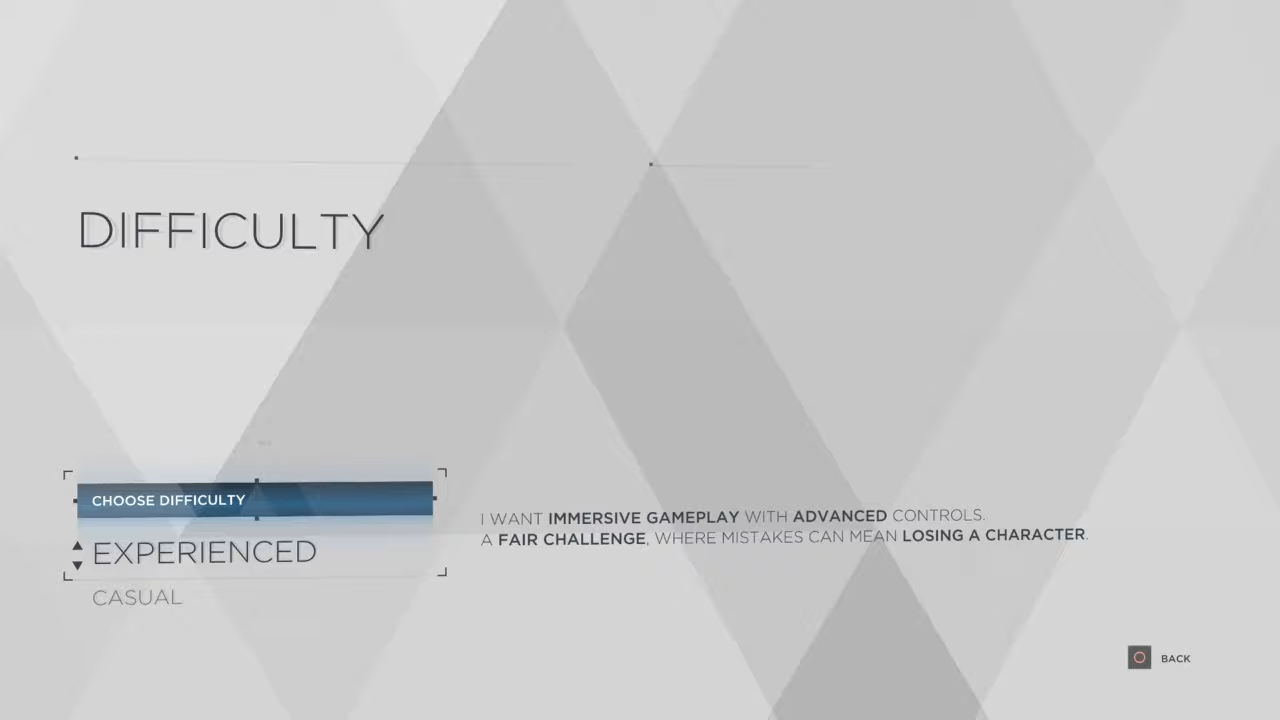 DIFFICULTY
CHOOSE DIFFICULTY
EXPERIENCED
CASUAL
I WANT IMMERSIVE GAMEPLAY WITH ADVANCED CONTROLS.
A FAIR CHALLENGE, WHERE MISTAKES CAN MEAN LOSING A CHARACTER.
BACK